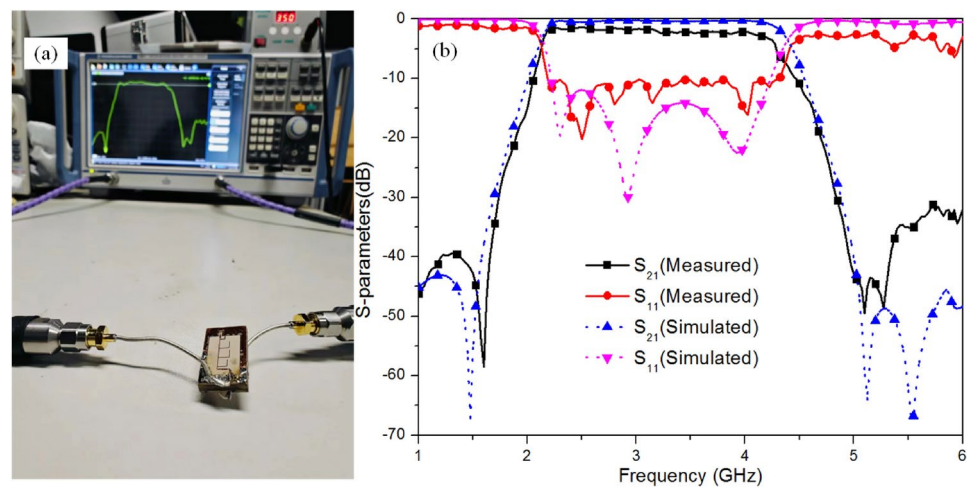 (a)
350
(b)
0
-10
-20
-30
-40
-50
-60
-70
S-parameters(dB)
S21(Measured)
S11(Measured)
S21(Simulated)
S11(Simulated)
1 2 3 4 5 6
Frequency (GHz)